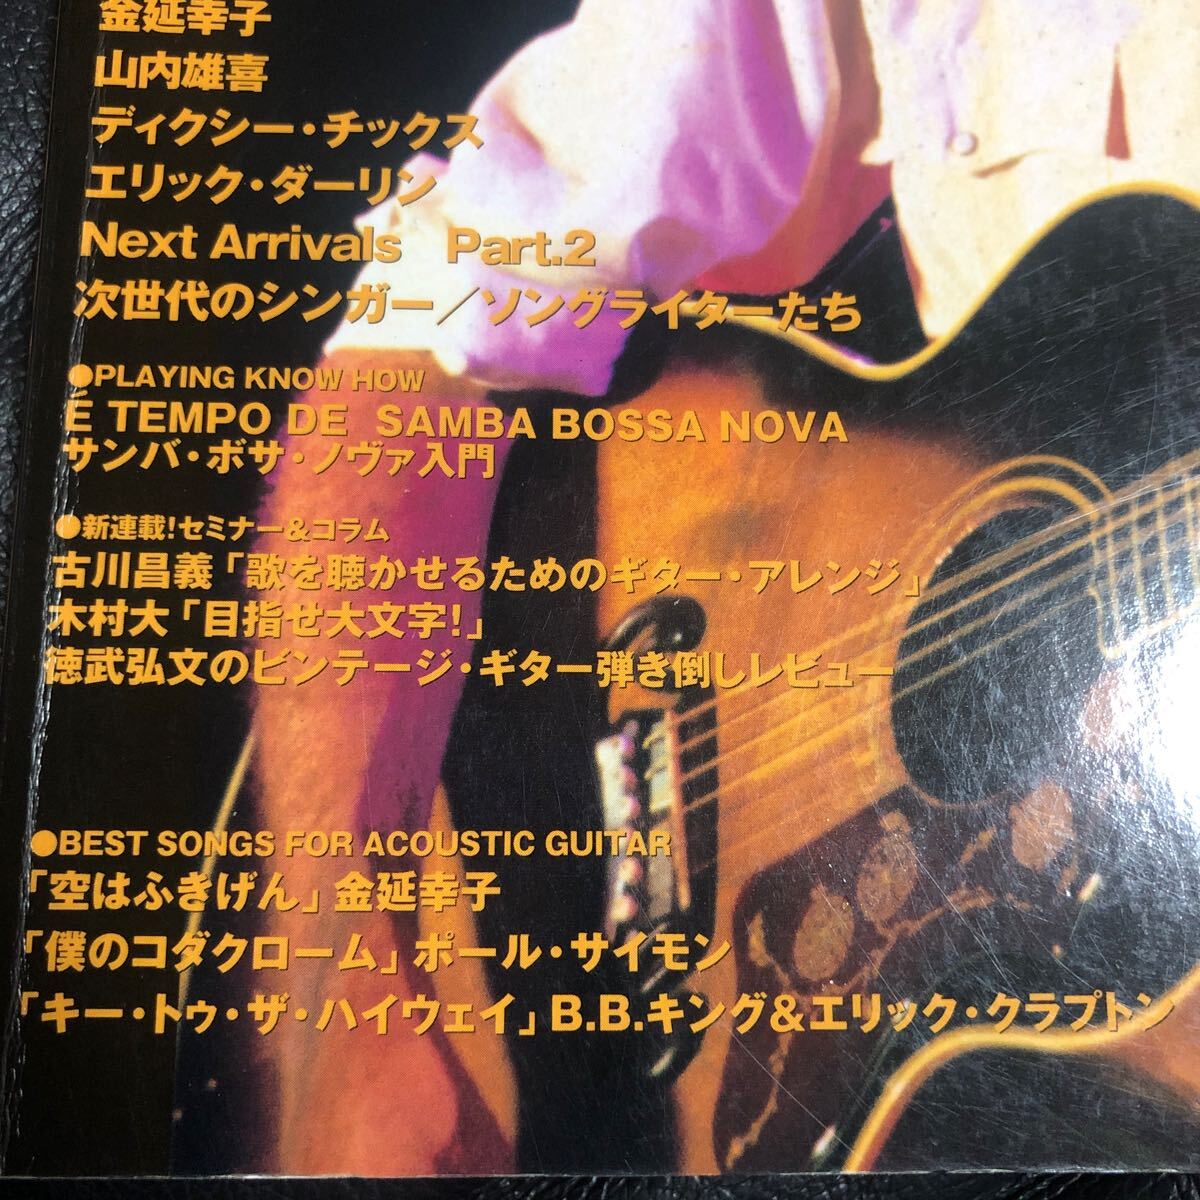 金延幸子
山内雄喜
ディクシー・チックス
エリック・ダーリン
Next Arrivals　Part.2
次世代のシンガー／ソングライターたち
●PLAYING KNOW HOW
É TEMPO DE SAMBA BOSSA NOVA
サンバ・ボサ・ノヴァ入門
●新連載！セミナー＆コラム
古川昌義「歌を聴かせるためのギター・アレンジ」
木村大「目指せ大文字！」
徳武弘文のビンテージ・ギター弾き倒しレビュー
●BEST SONGS FOR ACOUSTIC GUITAR
「空はふきげん」金延幸子
「僕のコダクローム」ポール・サイモン
「キー・トゥ・ザ・ハイウェイ」B.B.キング＆エリック・クラプトン